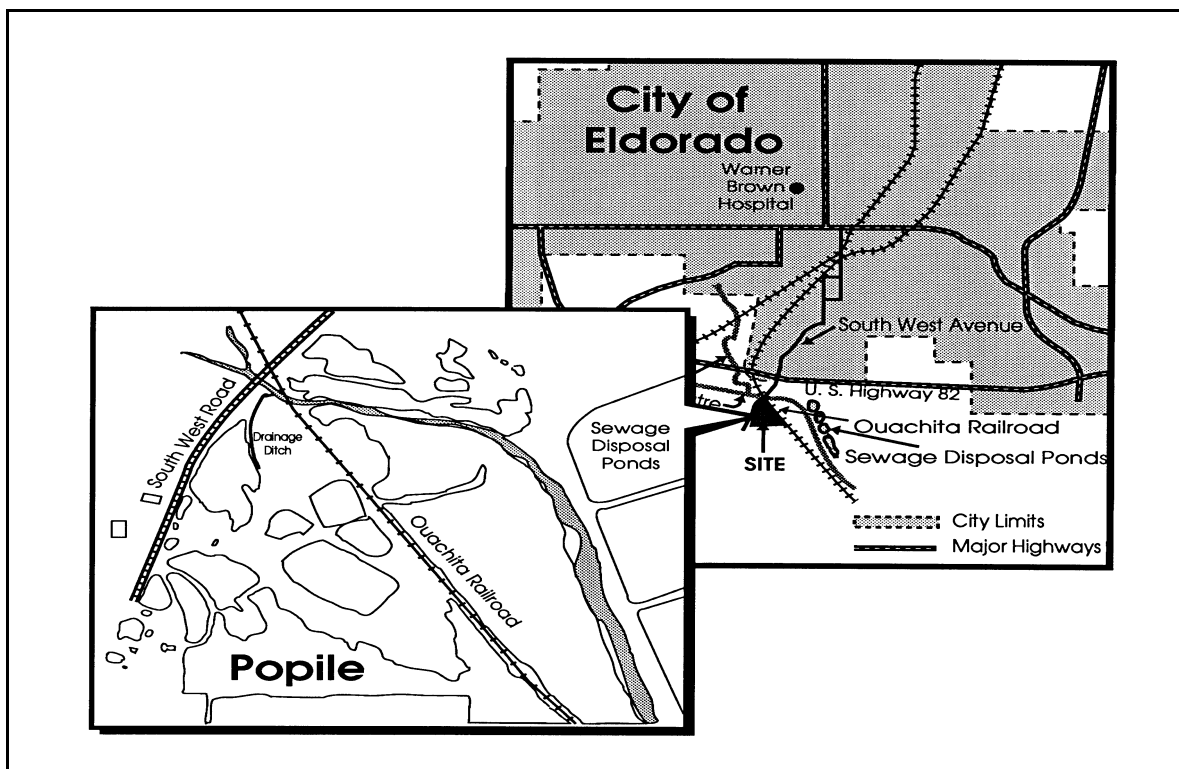 City of
Eldorado
Warner
Brown
Hospital
South West Avenue
U. S. Highway 82
Ouachita Railroad
Sewage Disposal Ponds
SITE
City Limits
Major Highways
South West Road
Drainage
Ditch
Sewage
Disposal
Ponds
Ouachita Railroad
Popile